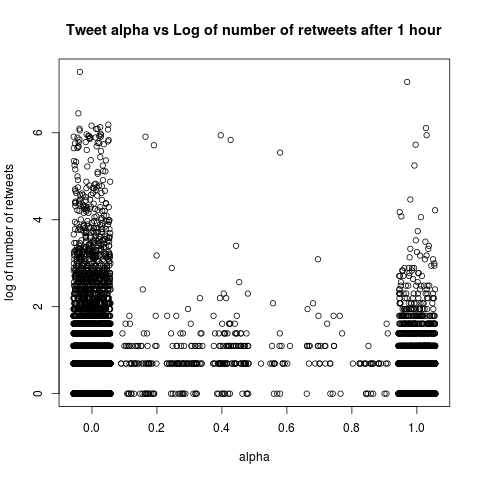 Tweet alpha vs Log of number of retweets after 1 hour
log of number of retweets
6
4
2
0
0.0 0.2 0.4 0.6 0.8 1.0
alpha